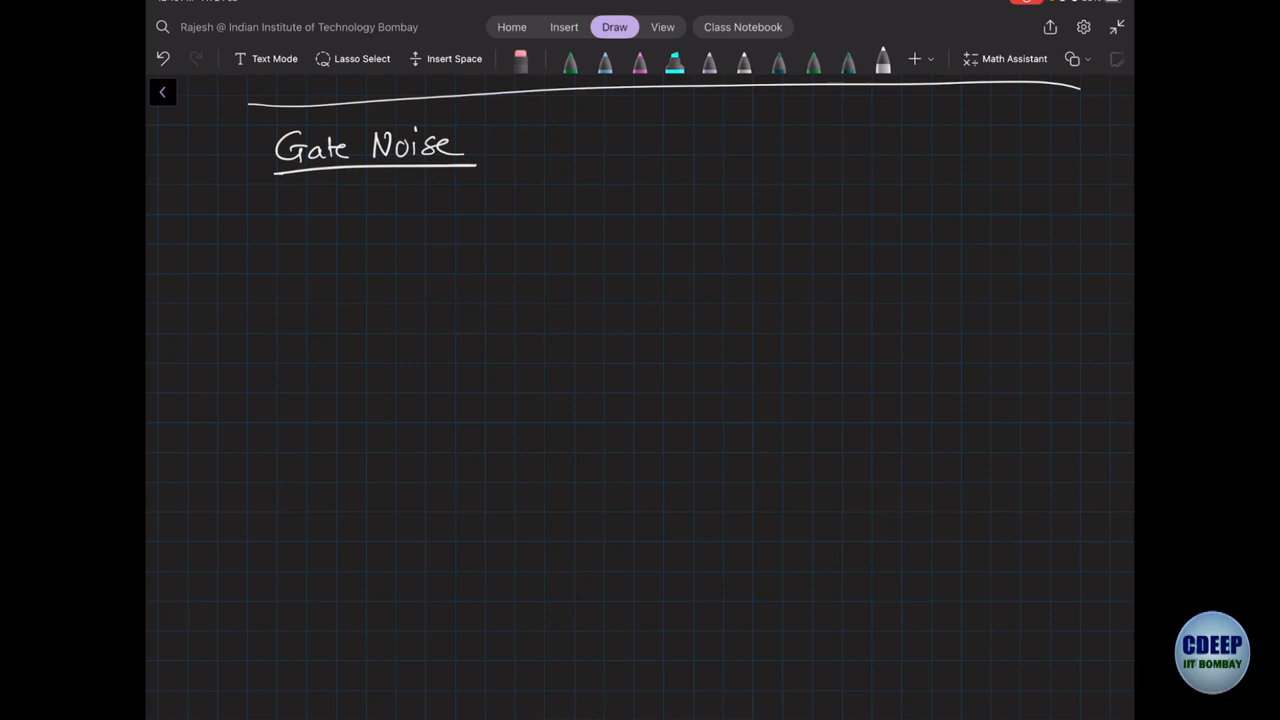 Rajesh @ Indian Institute of Technology Bombay
Home Insert Draw View Class Notebook
Text Mode Lasso Select Insert Space Math Assistant
Gate Noise
CDEEP
IIT BOMBAY